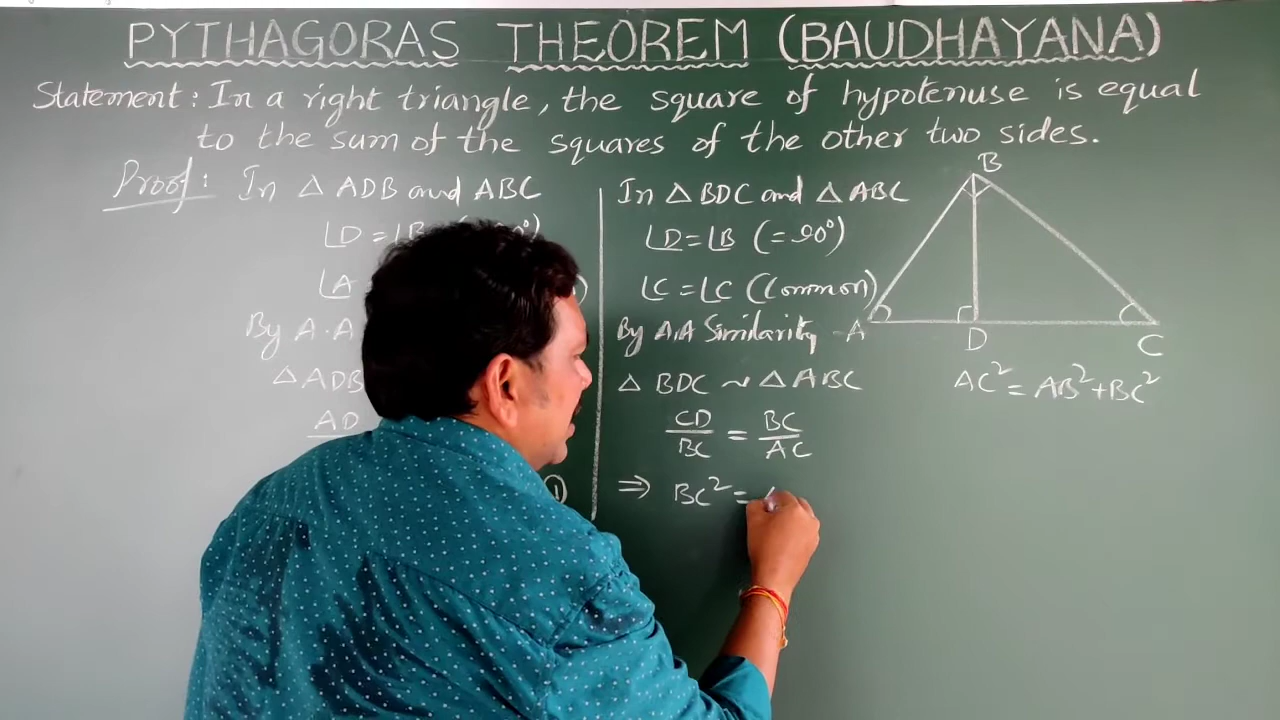 PYTHAGORAS THEOREM (BAUDHAYANA)
Statement: In a right triangle, the square of hypotenuse is equal
to the sum of the squares of the other two sides.
Proof: In △ ADB and ABC
∠D = ∠B
∠A
By A.A
△ ADB
AD
①
In △ BDC and △ ABC
∠D = ∠B (= 90°)
∠C = ∠C (Common)
By A.A Similarity
△ BDC ~ △ ABC
CD/BC = BC/AC
⇒ BC² =
B
A
D
C
AC² = AB² + BC²